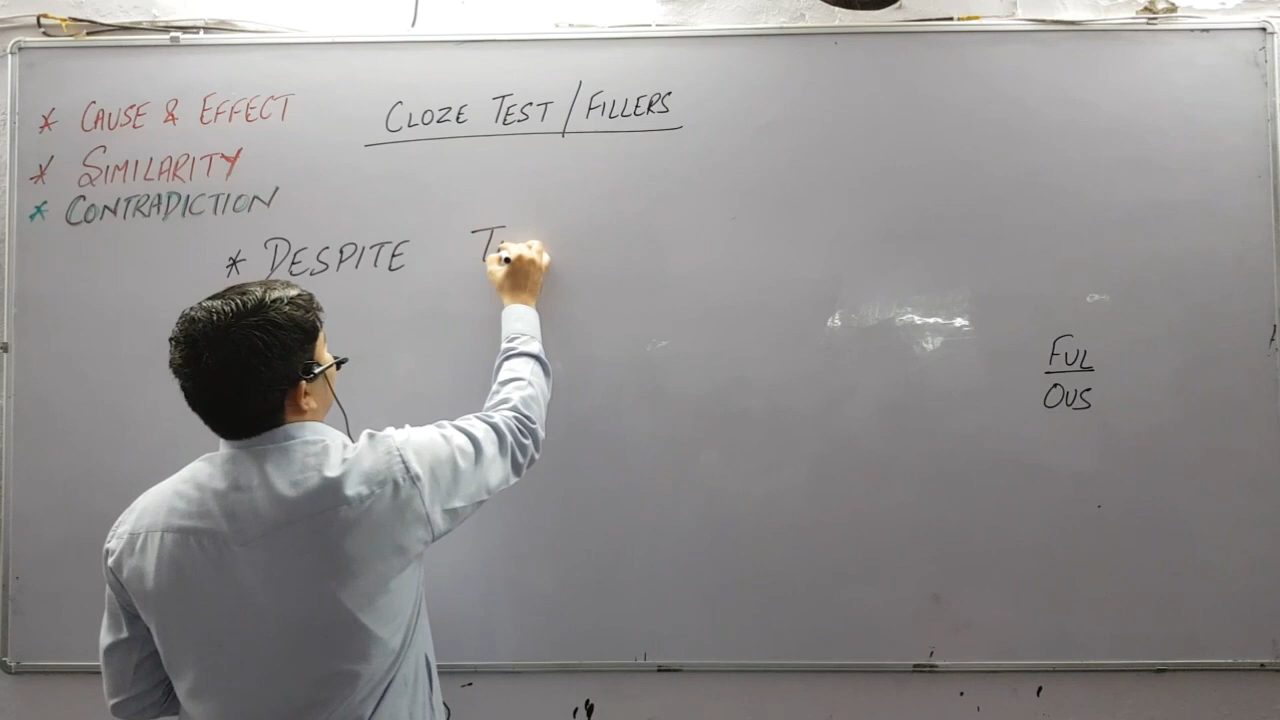 CLOZE TEST / FILLERS
* CAUSE & EFFECT
* SIMILARITY
* CONTRADICTION
* DESPITE T
FUL
OUS